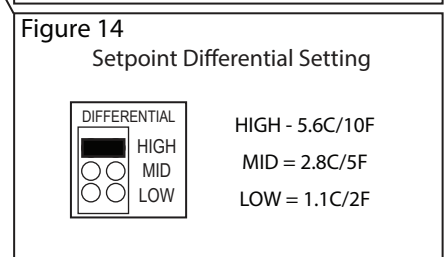 Figure 14
Setpoint Differential Setting
DIFFERENTIAL
HIGH
MID
LOW
HIGH - 5.6C/10F
MID = 2.8C/5F
LOW = 1.1C/2F